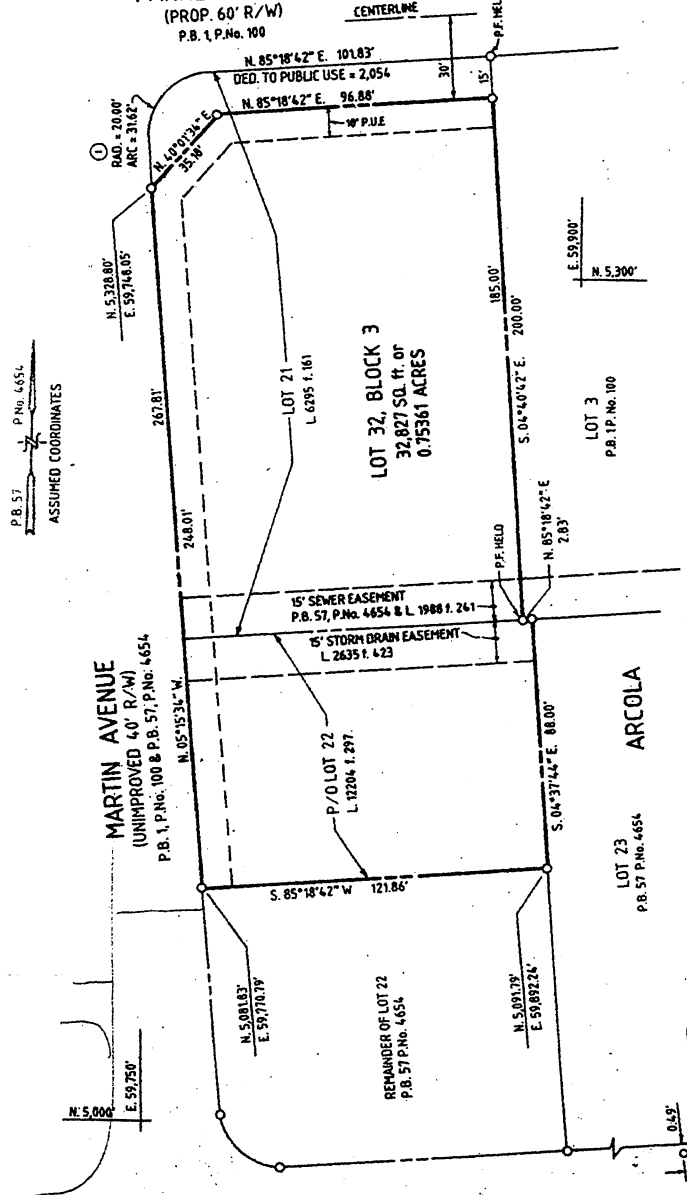 (PROP. 60' R/W)
P.B. 1, P.No. 100
CENTERLINE
P.F. HELD
N. 85°18'42" E. 101.83'
DED. TO PUBLIC USE = 2,054
30'
15'
N. 85°18'42" E. 96.88'
10' P.U.E
1
RAD. = 20.00'
ARC = 31.62'
N. 40°01'34" E
35.18'
N. 5,328.80'
E. 59,748.05'
E. 59,900'
N. 5,300'
P.B. 57 P.No. 4654
ASSUMED COORDINATES
267.81'
248.01'
LOT 21
L. 6295 f.161
LOT 32, BLOCK 3
32,827 SQ. ft. or
0.75361 ACRES
185.00'
S. 04°40'42" E. 200.00'
LOT 3
P.B. 1 P. No. 100
P.F. HELD
N. 85°18'42" E
2.83'
15' SEWER EASEMENT
P.B. 57, P.No. 4654 & L. 1988 f. 241
15' STORM DRAIN EASEMENT
L. 2635 f. 423
MARTIN AVENUE
(UNIMPROVED 40' R/W)
P.B. 1, P.No. 100 & P.B. 57, P.No. 4654
N. 05°15'34" W.
P/O LOT 22
L. 12204 f. 297.
S. 04°37'44" E. 88.00'
ARCOLA
LOT 23
P.B. 57 P.No. 4654
S. 85°18'42" W 121.86'
N. 5,081.83'
E. 59,770.79'
N. 5,091.79'
E. 59,892.24'
REMAINDER OF LOT 22
P.B. 57 P.No. 4654
N. 5,000'
E. 59,750'
0.49'